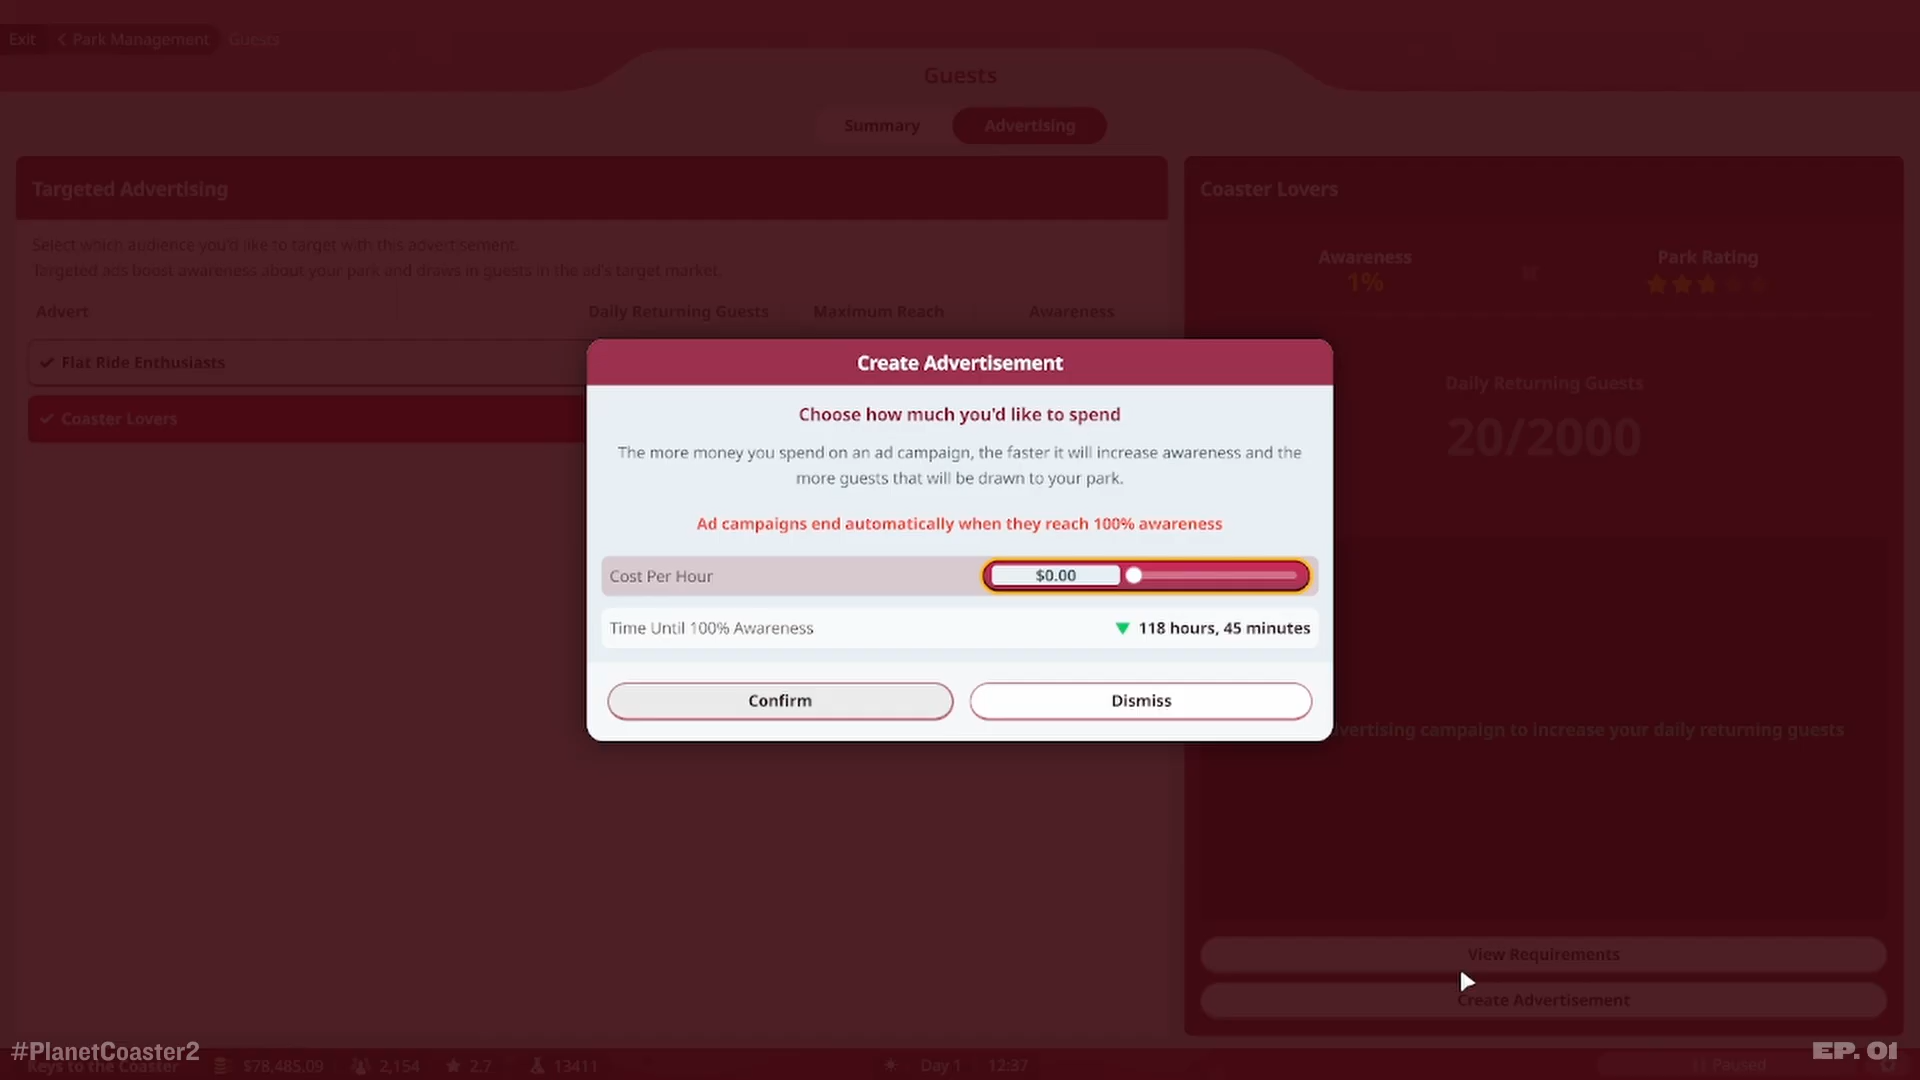 Exit
Park Management
Guests
Guests
Summary
Advertising
Targeted Advertising
Select which audience you'd like to target with this advertisement.
Targeted ads boost awareness about your park and draws in guests in the ad's target market.
Advert
Daily Returning Guests
Maximum Reach
Awareness
Flat Ride Enthusiasts
Coaster Lovers
Coaster Lovers
Awareness
1%
Park Rating
Daily Returning Guests
20/2000
Create Advertisement
Choose how much you'd like to spend
The more money you spend on an ad campaign, the faster it will increase awareness and the
more guests that will be drawn to your park.
Ad campaigns end automatically when they reach 100% awareness
Cost Per Hour
$0.00
Time Until 100% Awareness
118 hours, 45 minutes
Confirm
Dismiss
advertising campaign to increase your daily returning guests
View Requirements
Create Advertisement
#PlanetCoaster2
EP. 01
Keys to the Coaster
$78,485.09
2,154
2.7
13411
Day 1
12:37
Paused